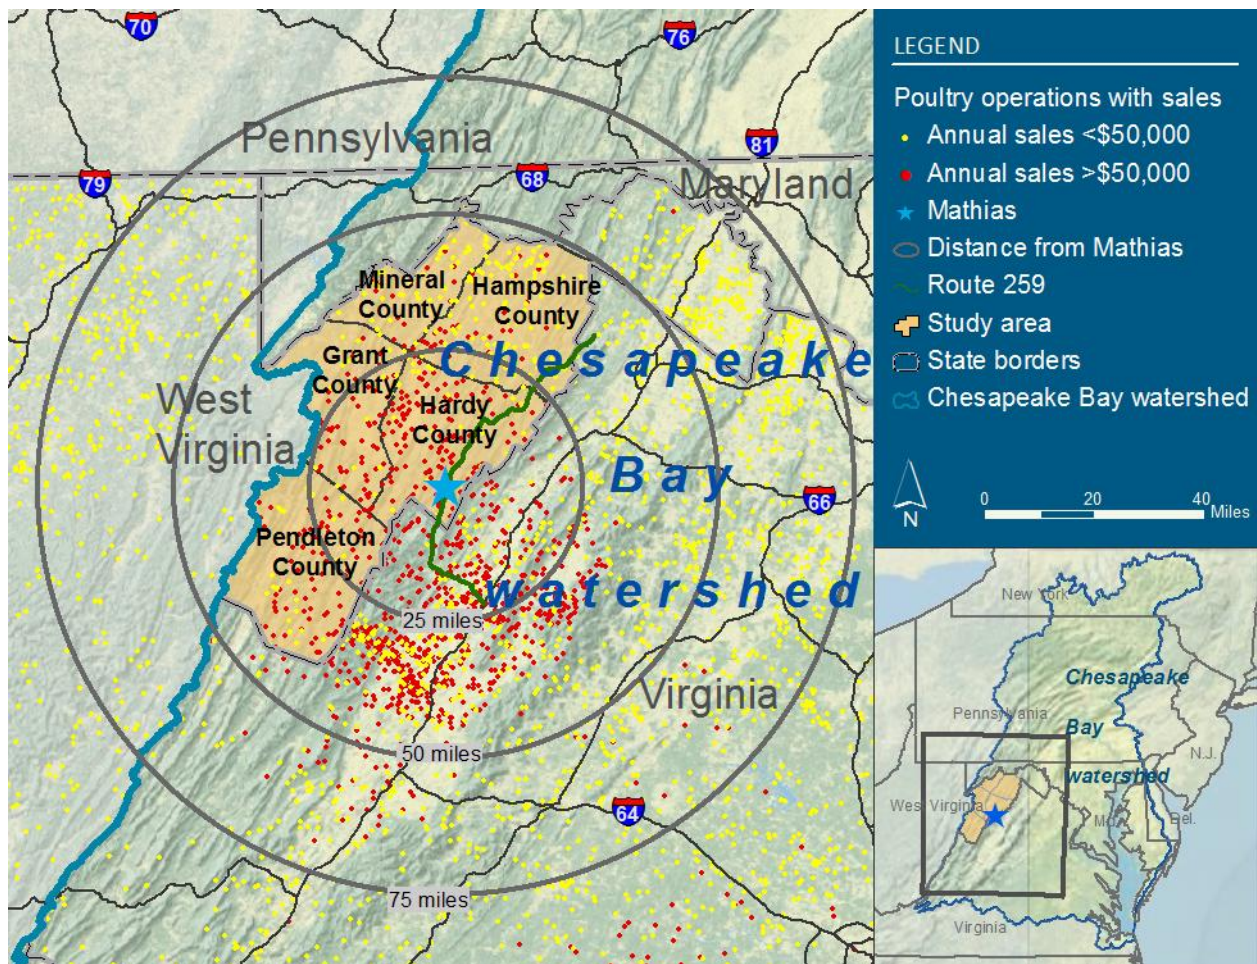 70
76
Pennsylvania
81
79
68
Maryland
Mineral
County
Hampshire
County
Grant
County
Chesapeake
West
Virginia
Hardy
County
Bay
66
Pendleton
County
watershed
25 miles
Virginia
50 miles
64
75 miles
LEGEND
Poultry operations with sales
Annual sales <$50,000
Annual sales >$50,000
Mathias
Distance from Mathias
Route 259
Study area
State borders
Chesapeake Bay watershed
N
0 20 40
Miles
New York
Chesapeake
Pennsylvania
Bay
N.J.
watershed
West Virginia
Md.
Del.
Virginia